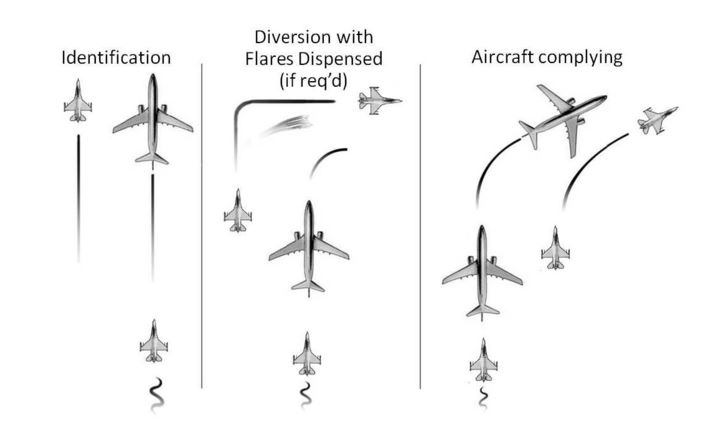 Identification
Diversion with
Flares Dispensed
(if req'd)
Aircraft complying